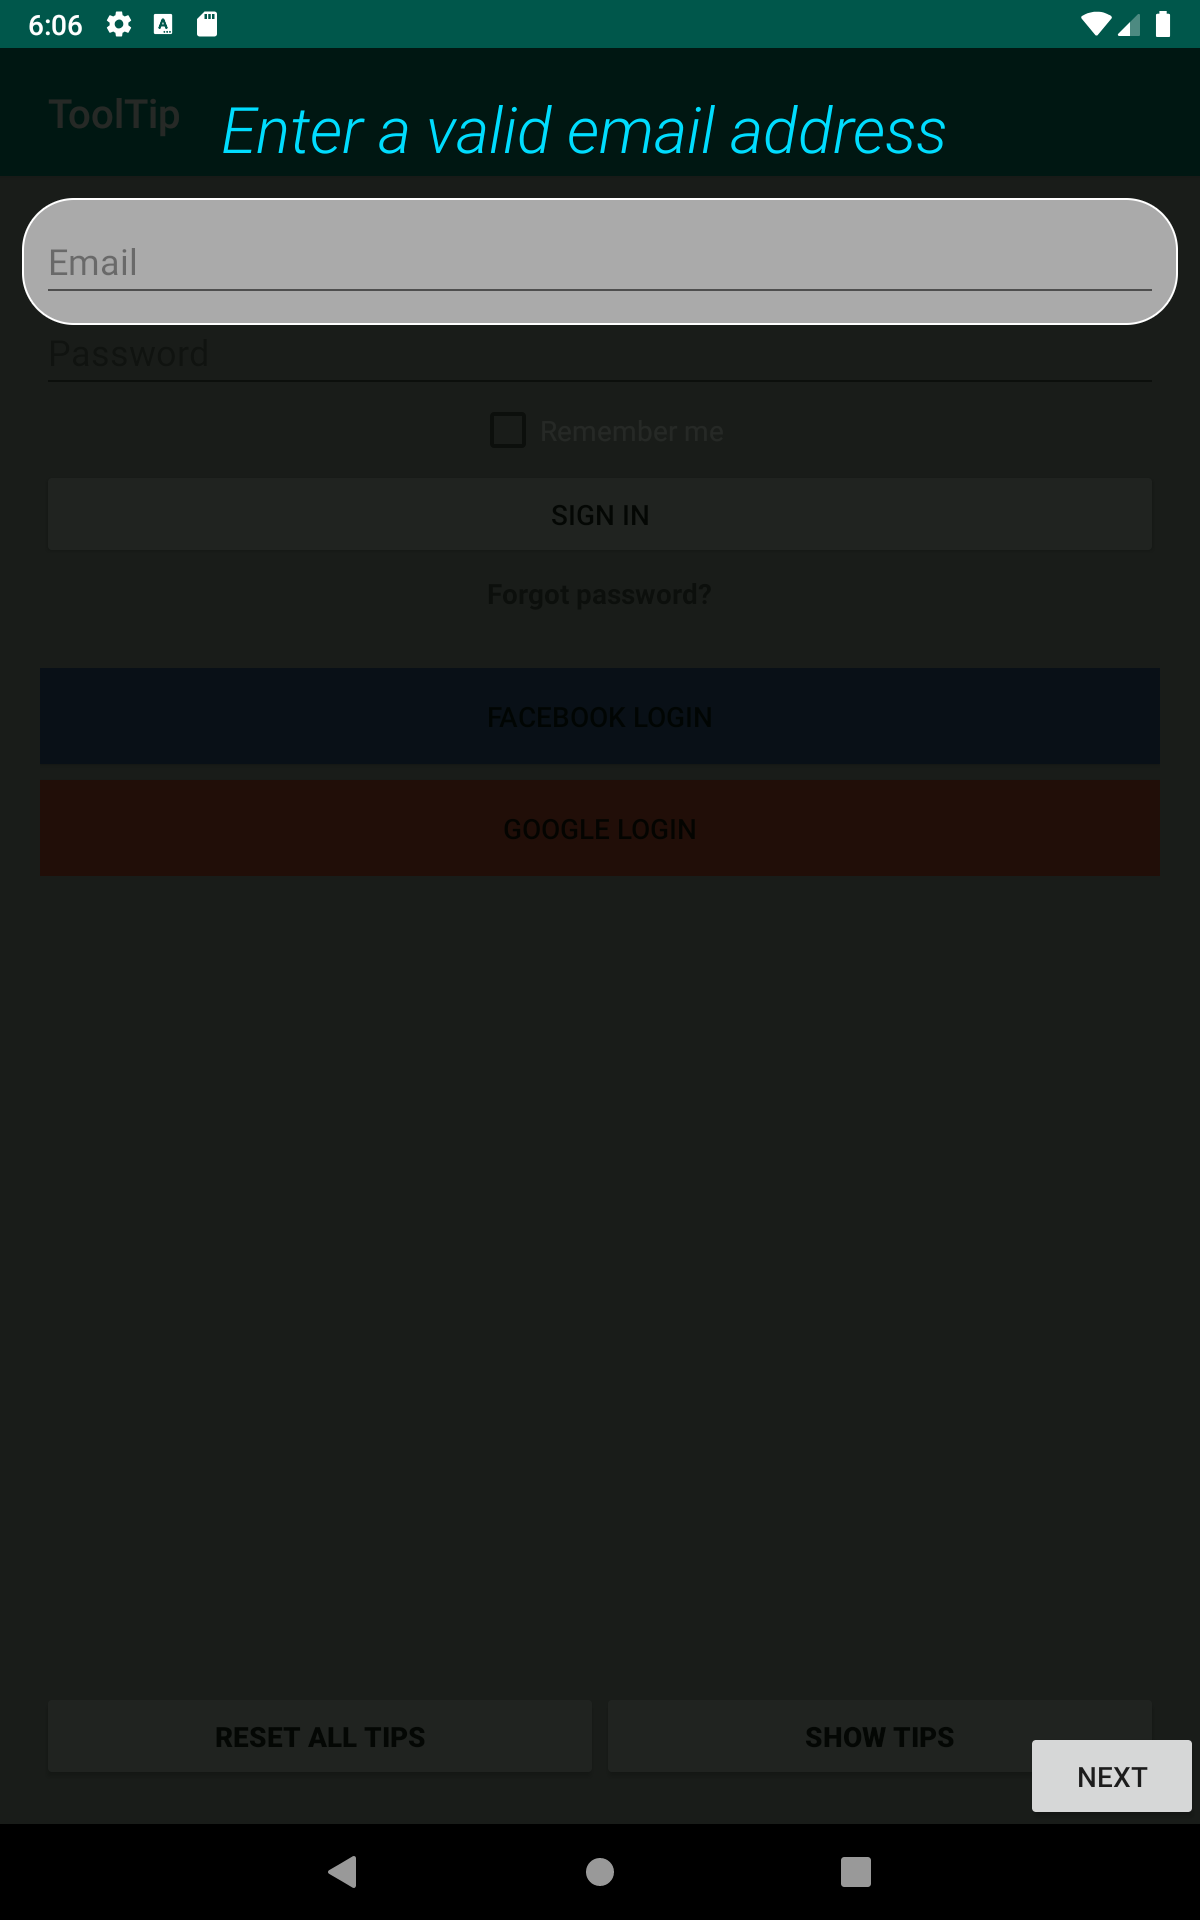 6:06
ToolTip
Enter a valid email address
Email
Password
Remember me
SIGN IN
Forgot password?
FACEBOOK LOGIN
GOOGLE LOGIN
RESET ALL TIPS
SHOW TIPS
NEXT